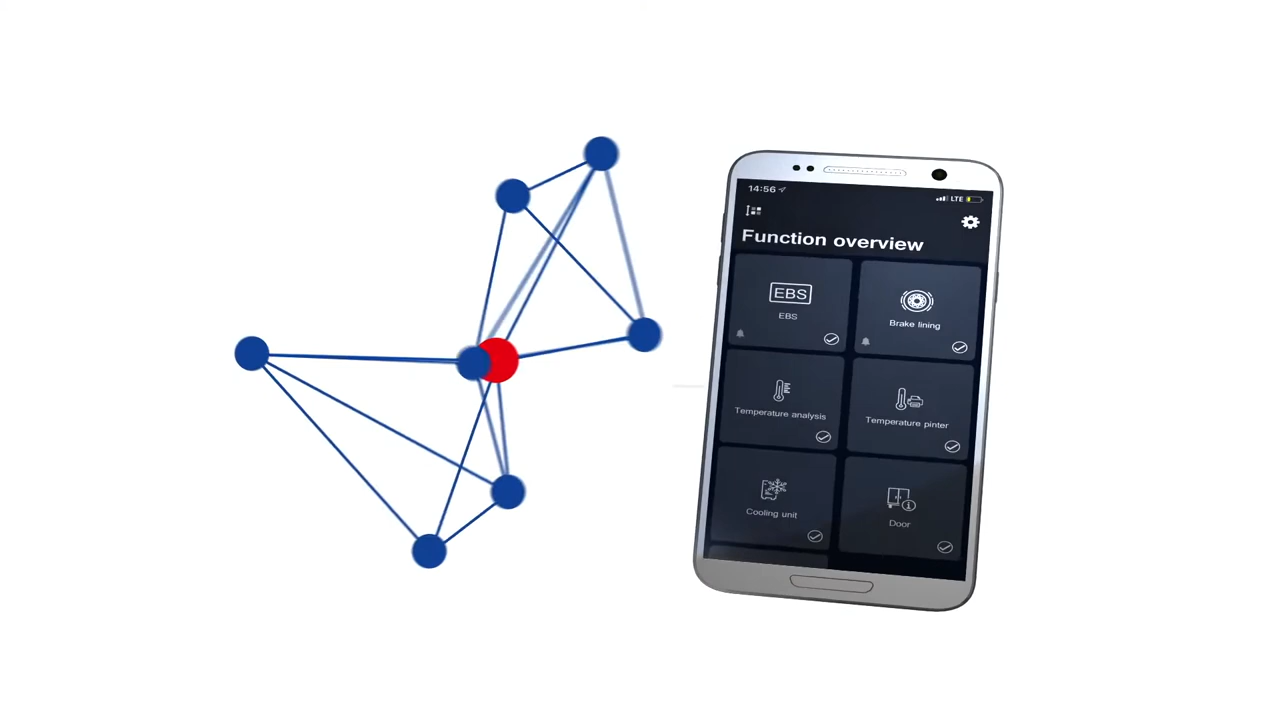 14:56
LTE
Function overview
EBS
EBS
Brake lining
Temperature analysis
Temperature pinter
Cooling unit
Door